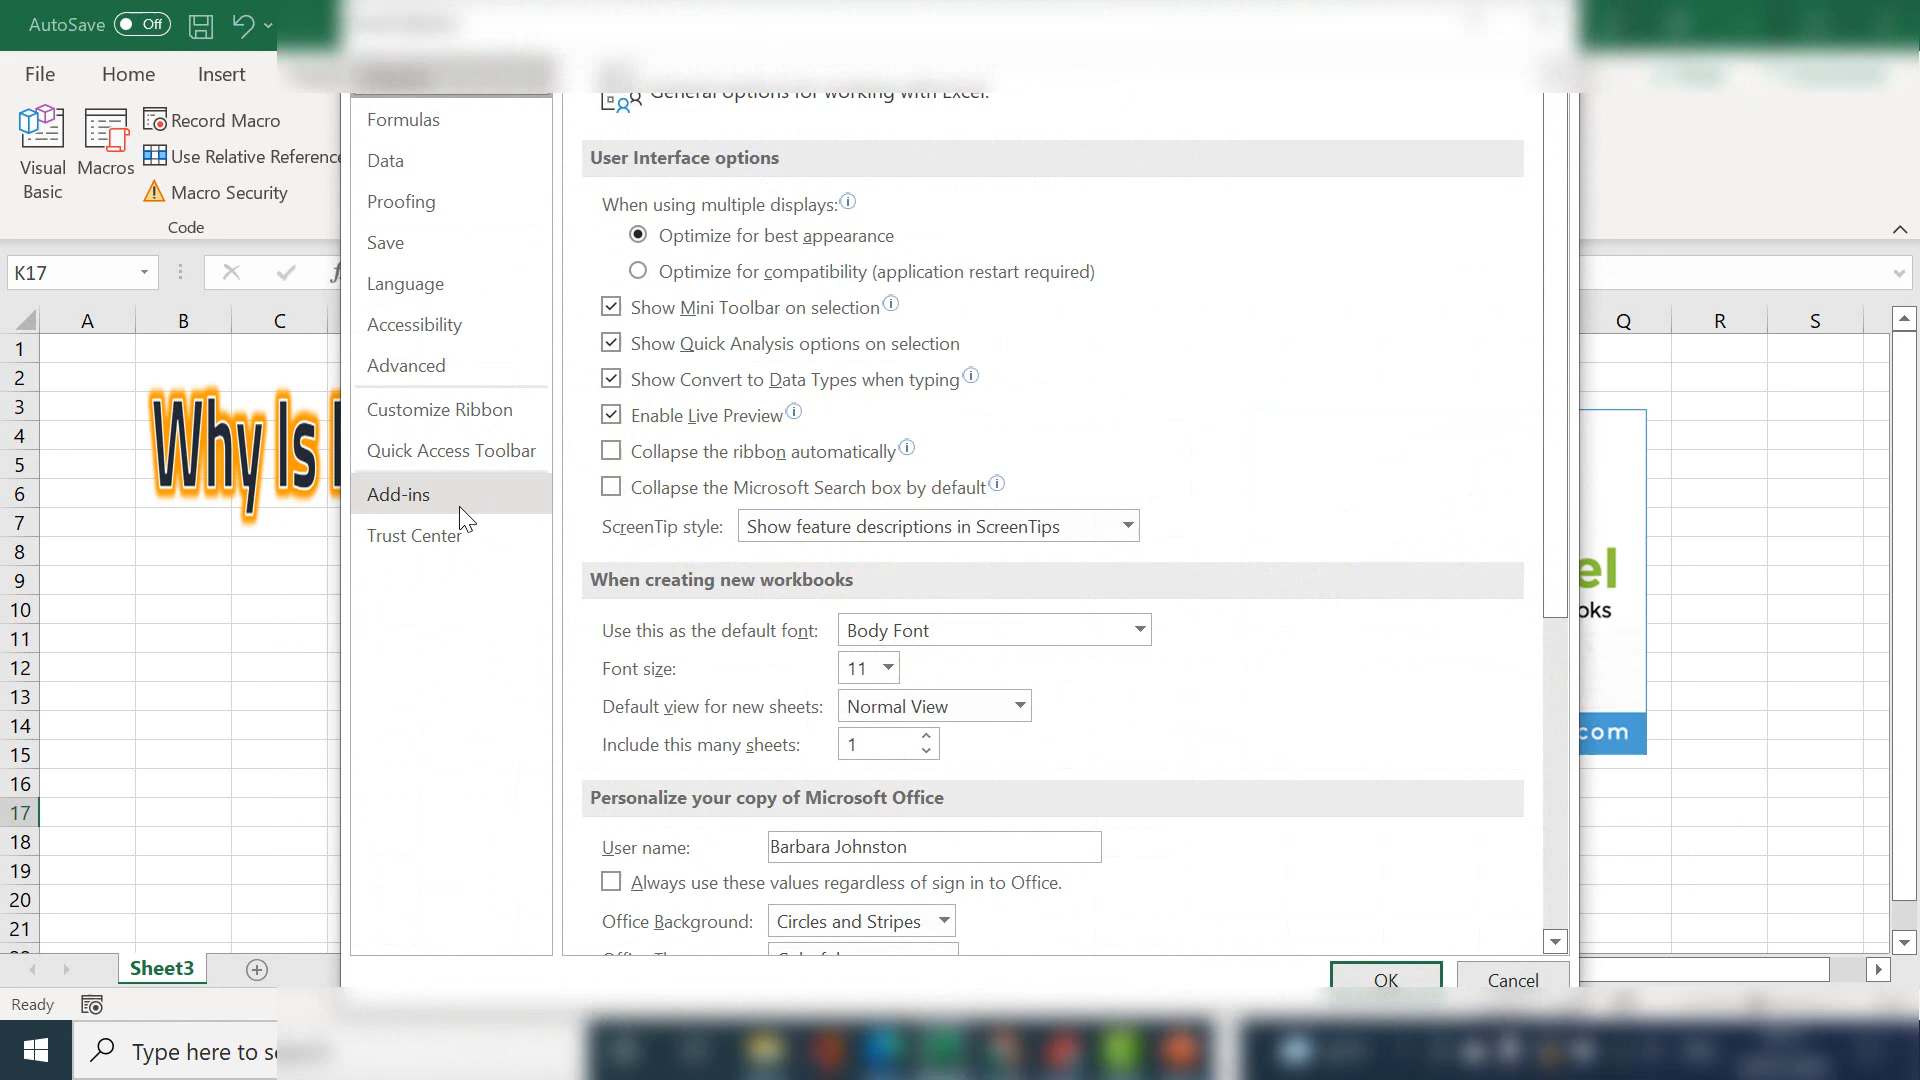 AutoSave Off
File Home Insert
Visual Basic
Macros
Record Macro
Use Relative Reference
Macro Security
Code
K17
A B C Q R S
1
2
3
4
5
6
7
8
9
10
11
12
13
14
15
16
17
18
19
20
21
Why Is
Formulas
Data
Proofing
Save
Language
Accessibility
Advanced
Customize Ribbon
Quick Access Toolbar
Add-ins
Trust Center
General options for working with Excel.
User Interface options
When using multiple displays:
Optimize for best appearance
Optimize for compatibility (application restart required)
Show Mini Toolbar on selection
Show Quick Analysis options on selection
Show Convert to Data Types when typing
Enable Live Preview
Collapse the ribbon automatically
Collapse the Microsoft Search box by default
ScreenTip style: Show feature descriptions in ScreenTips
When creating new workbooks
Use this as the default font: Body Font
Font size: 11
Default view for new sheets: Normal View
Include this many sheets: 1
Personalize your copy of Microsoft Office
User name: Barbara Johnston
Always use these values regardless of sign in to Office.
Office Background: Circles and Stripes
OK Cancel
el
oks
com
Sheet3
Ready
Type here to se